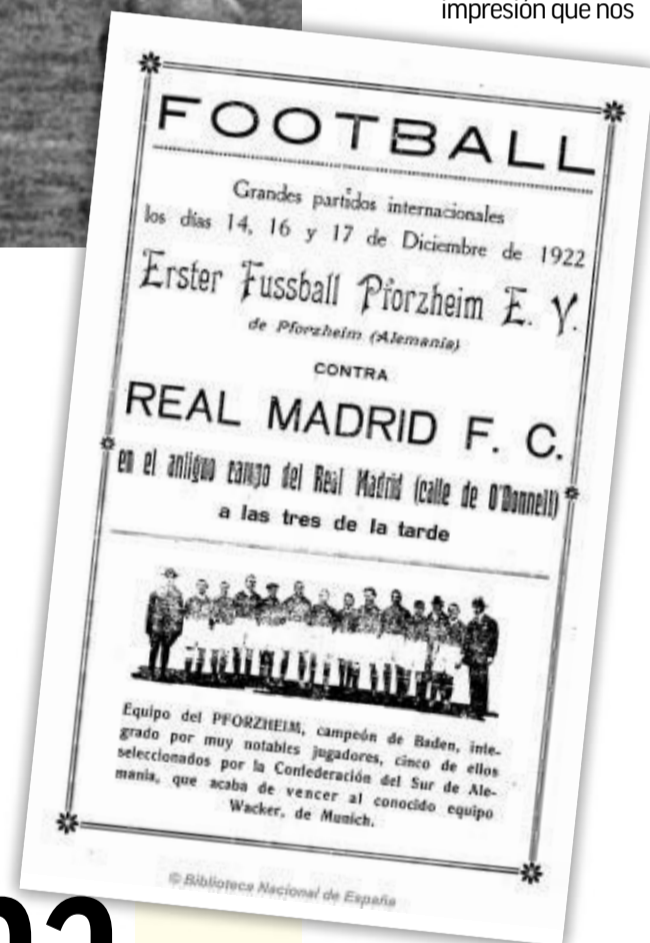 impresión que nos
FOOTBALL
Grandes partidos internacionales
los días 14, 16 y 17 de Diciembre de 1922
Erster Fussball Pforzheim E. V.
de Pforzheim (Alemania)
CONTRA
REAL MADRID F. C.
en el antiguo campo del Real Madrid (calle de O'Donnell)
a las tres de la tarde
Equipo del PFORZHEIM, campeón de Baden, inte-
grado por muy notables jugadores, cinco de ellos
seleccionados por la Confederación del Sur de Ale-
mania, que acaba de vencer al conocido equipo
Wacker, de Munich.
© Biblioteca Nacional de España